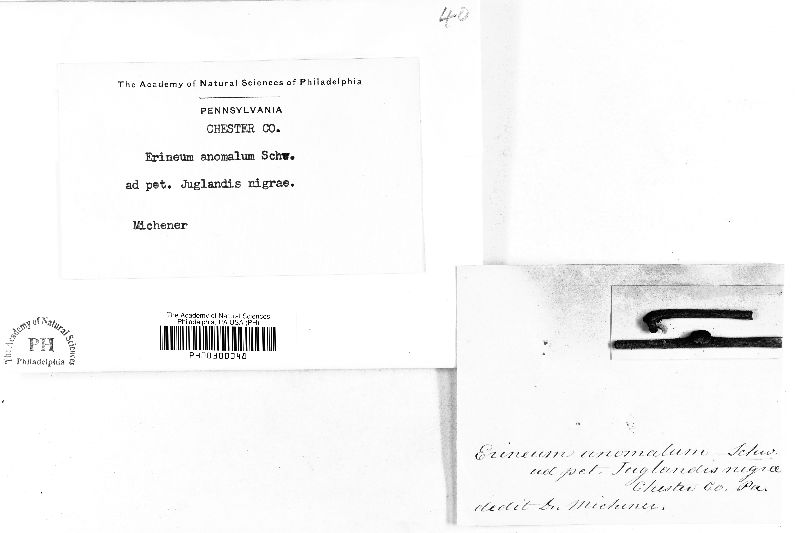 40
The Academy of Natural Sciences of Philadelphia
PENNSYLVANIA
CHESTER CO.
Erineum anomalum Schw.
ad pet. Juglandis nigrae.
Michener
The Academy of Natural Sciences
Philadelphia, PA USA (PH)
The Academy of Natural Sciences
PH
Philadelphia
Erineum anomalum Schw.
ad pet. Juglandis nigræ
Chester Co. Pa.
dedit Dr. Michener.